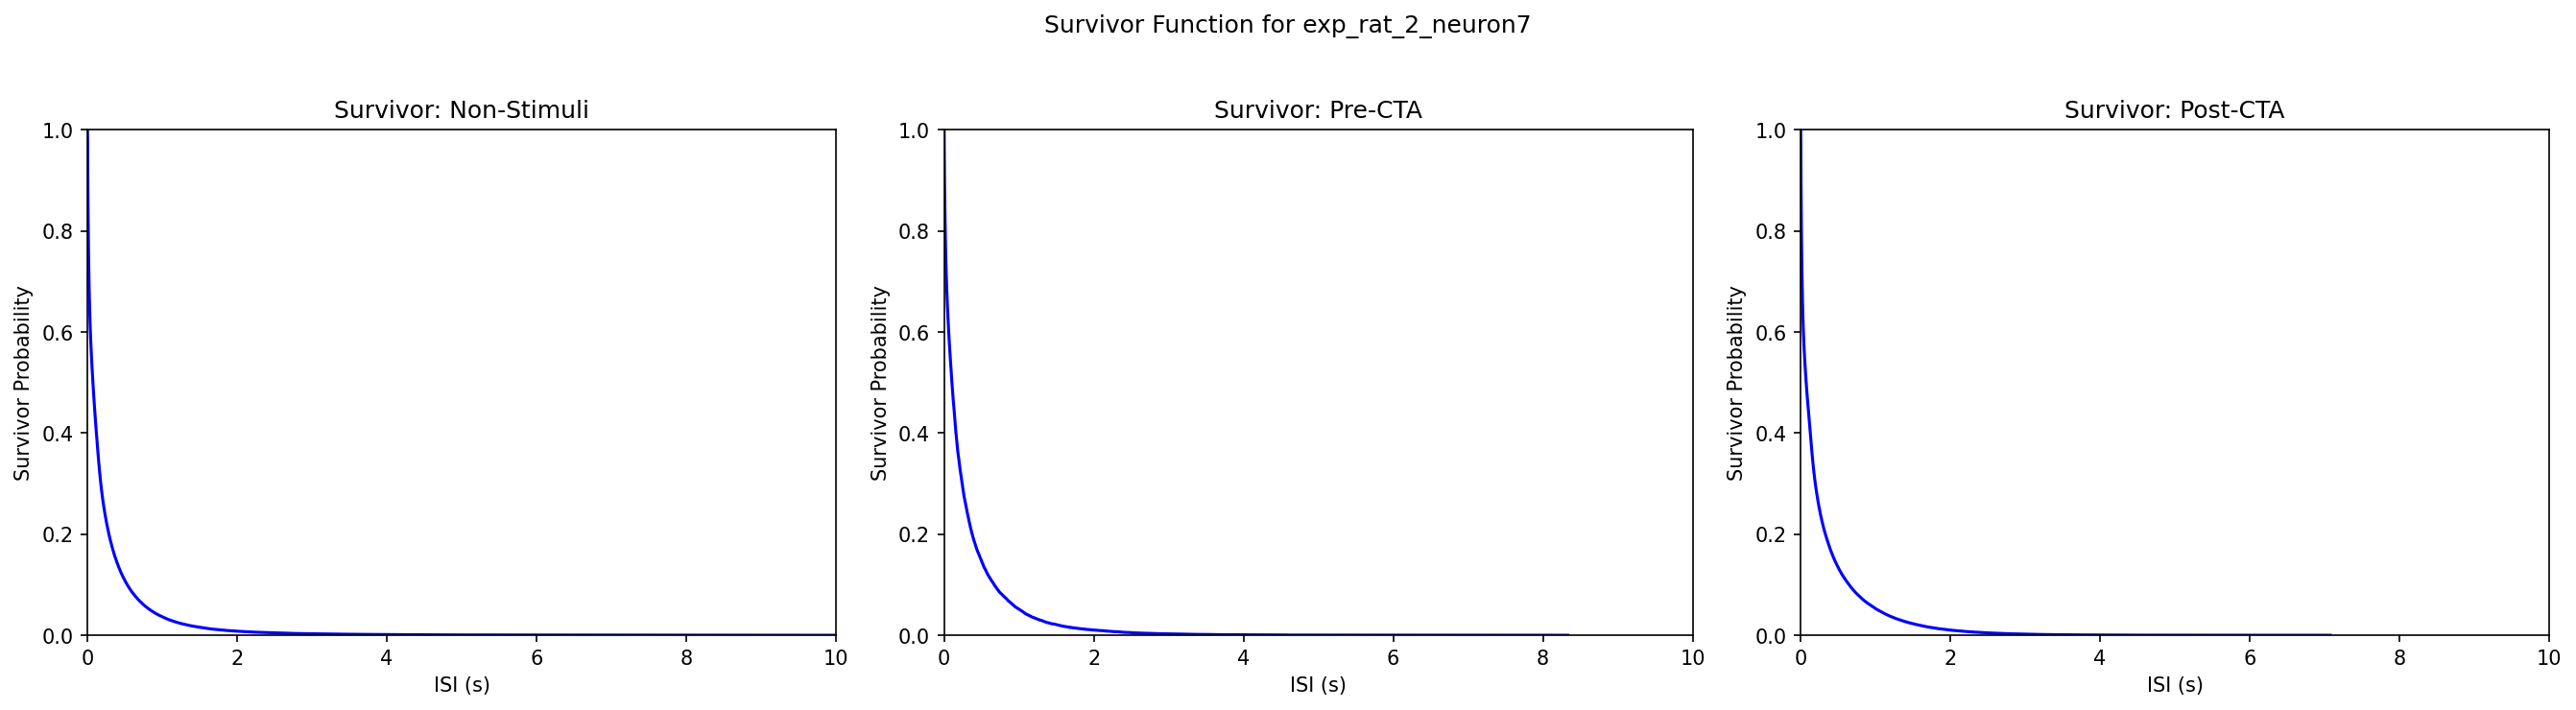 Survivor Function for exp_rat_2_neuron7
Survivor: Non-Stimuli
Survivor Probability
1.0
0.8
0.6
0.4
0.2
0.0
0 2 4 6 8 10
ISI (s)
Survivor: Pre-CTA
Survivor Probability
1.0
0.8
0.6
0.4
0.2
0.0
0 2 4 6 8 10
ISI (s)
Survivor: Post-CTA
Survivor Probability
1.0
0.8
0.6
0.4
0.2
0.0
0 2 4 6 8 10
ISI (s)